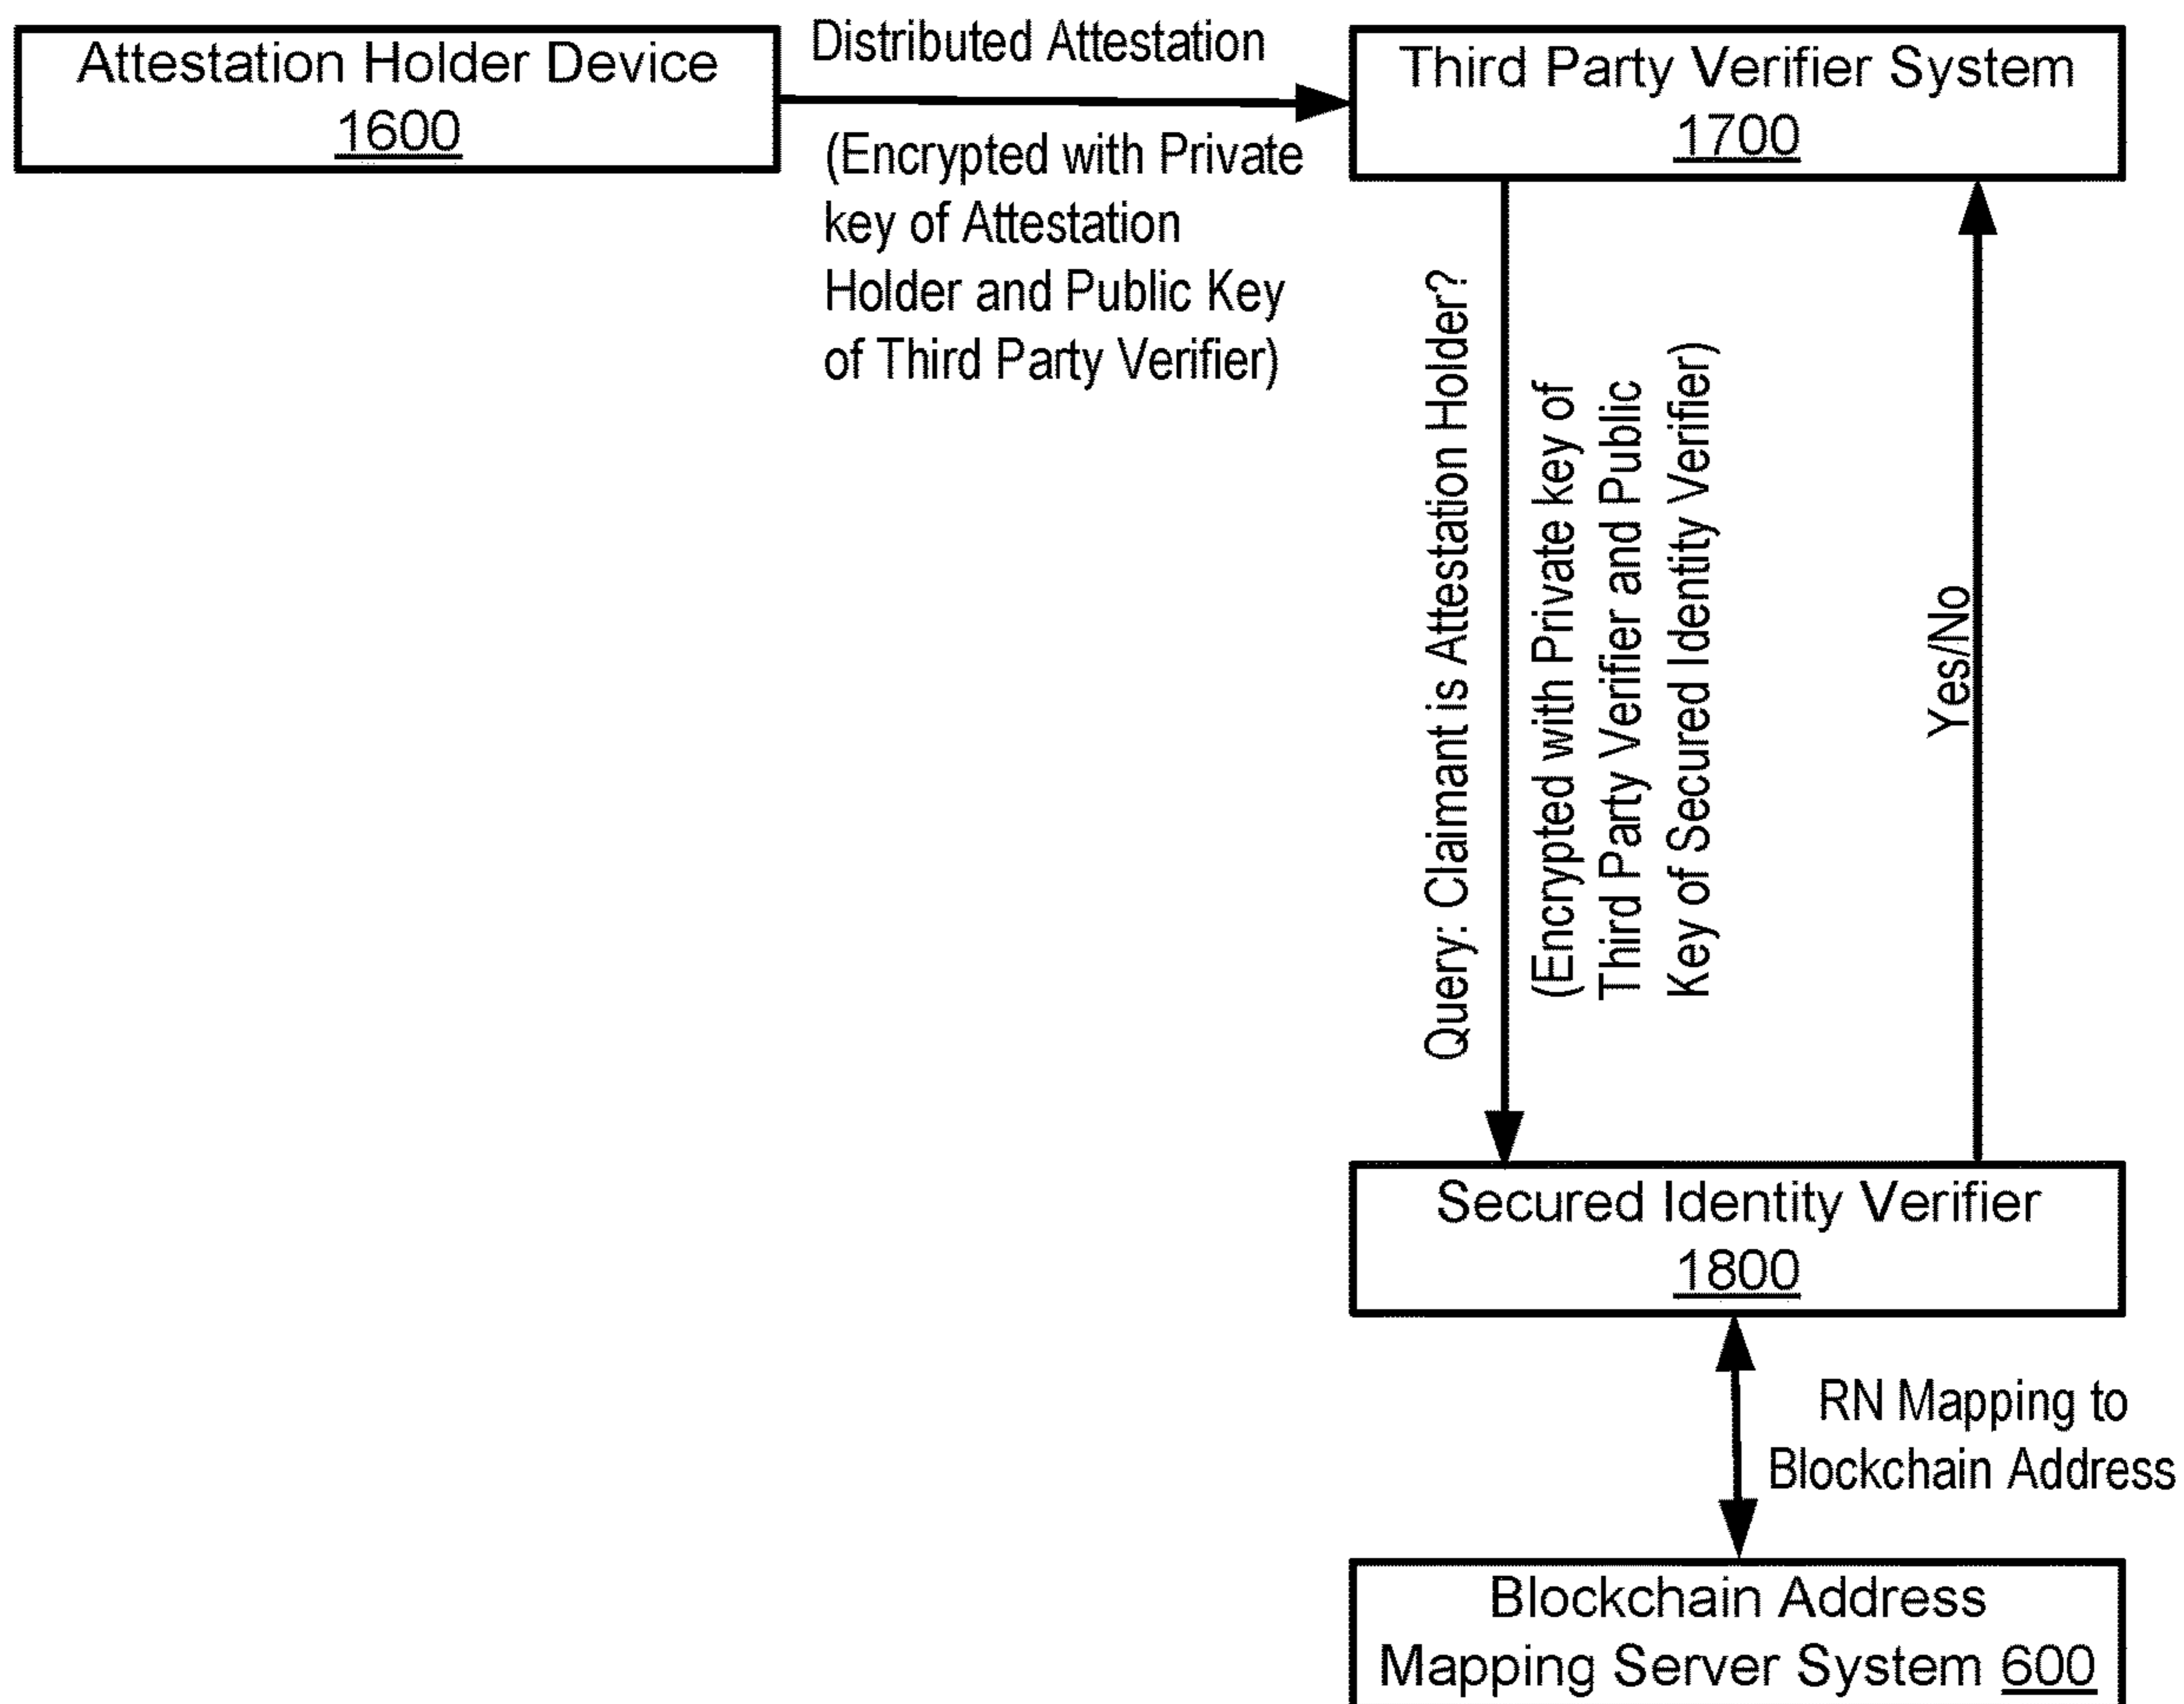 Attestation Holder Device
1600
Distributed Attestation
(Encrypted with Private
key of Attestation
Holder and Public Key
of Third Party Verifier)
Third Party Verifier System
1700
Query: Claimant is Attestation Holder?
(Encrypted with Private key of
Third Party Verifier and Public
Key of Secured Identity Verifier)
Yes/No
Secured Identity Verifier
1800
RN Mapping to
Blockchain Address
Blockchain Address
Mapping Server System 600